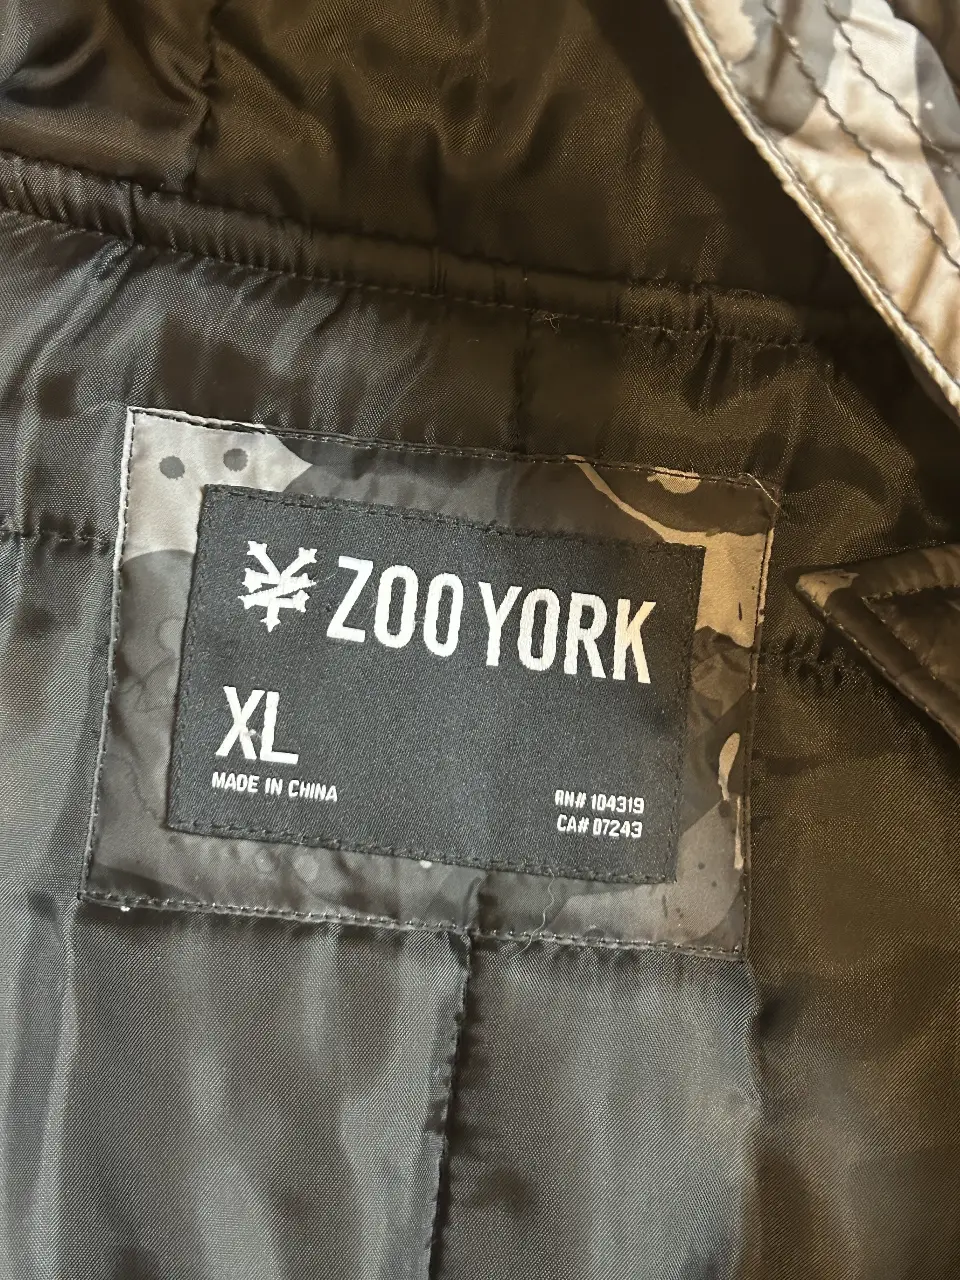 ZOO YORK
XL
MADE IN CHINA
RN# 104319
CA# 07243